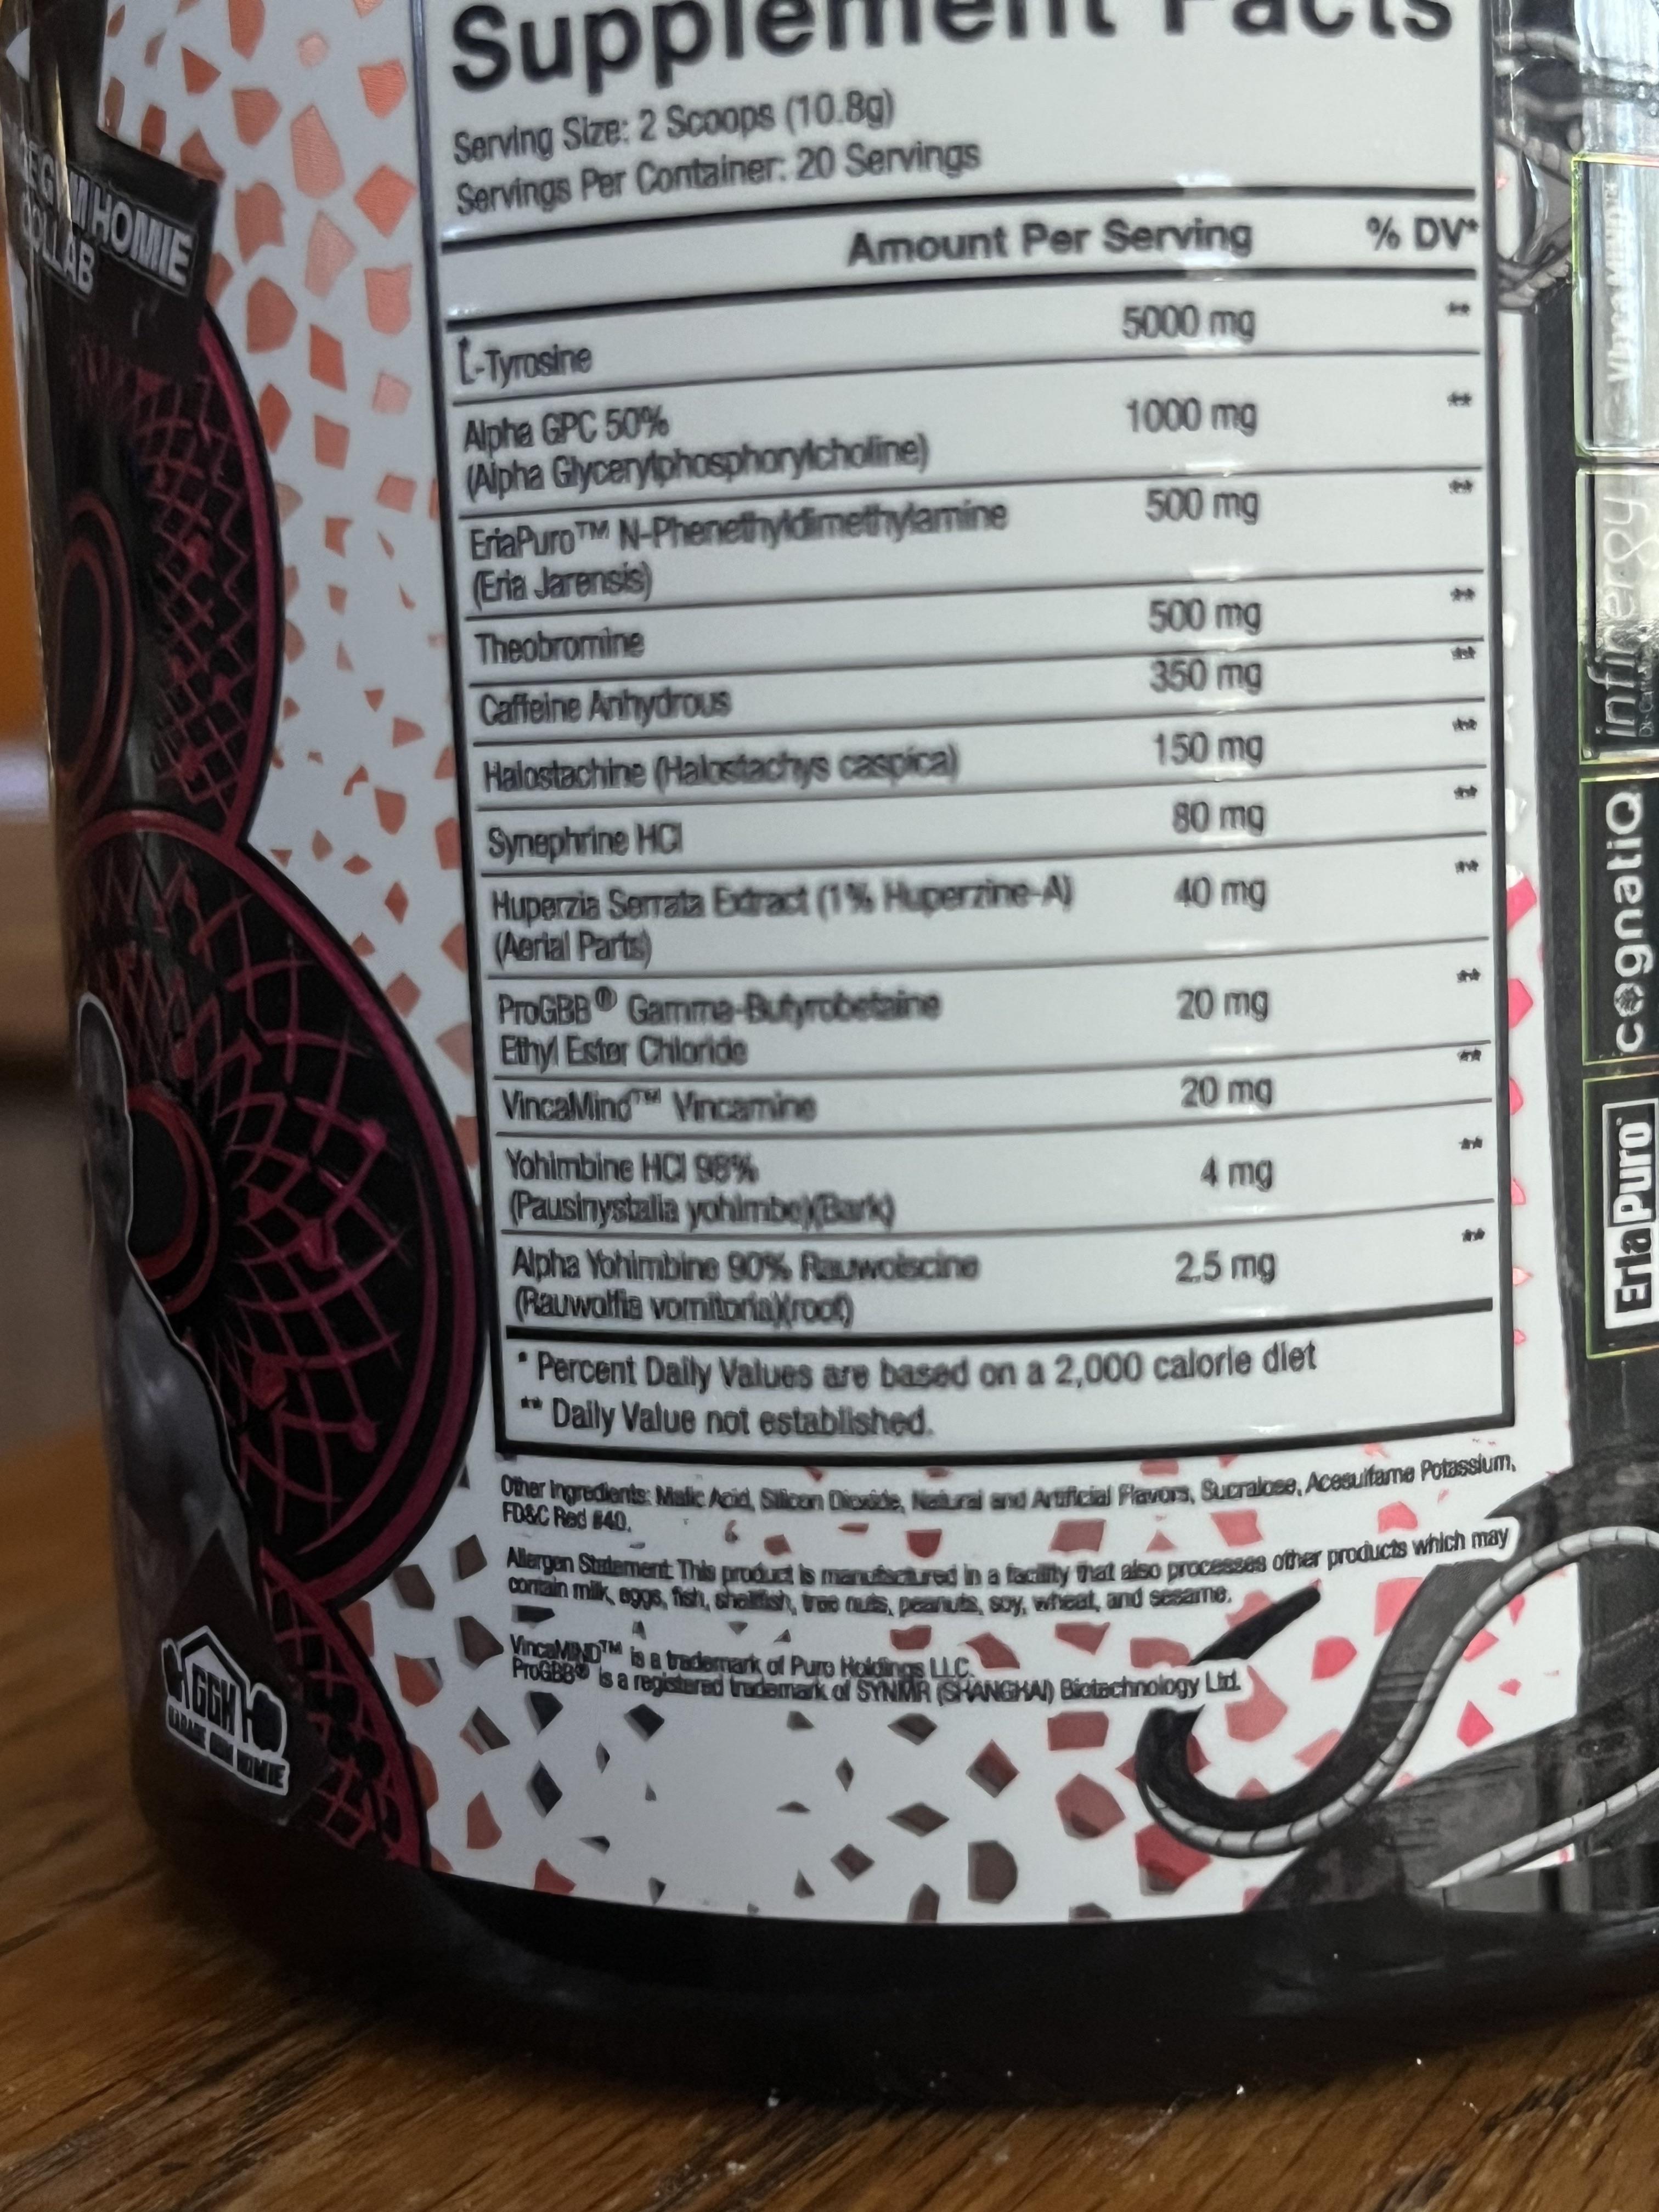 Supplement Facts
Serving Size: 2 Scoops (10.8g)
Servings Per Container: 20 Servings
Amount Per Serving % DV*
L-Tyrosine 5000 mg **
Alpha GPC 50% 1000 mg **
(Alpha Glycerylphosphorylcholine)
EriaPuro™ N-Phenethyldimethylamine 500 mg **
(Eria Jarensis)
Theobromine 500 mg **
Caffeine Anhydrous 350 mg **
Halostachine (Halostachys caspica) 150 mg **
Synephrine HCl 80 mg **
Huperzia Serrata Extract (1% Huperzine-A) 40 mg **
(Aerial Parts)
ProGBB® Gamma-Butyrobetaine 20 mg **
Ethyl Ester Chloride
VincaMind™ Vincamine 20 mg **
Yohimbine HCl 98% 4 mg **
(Pausinystalia yohimbe)(Bark)
Alpha Yohimbine 90% Rauwolscine 2.5 mg **
(Rauwolfia vomitoria)(root)
* Percent Daily Values are based on a 2,000 calorie diet
** Daily Value not established.
Other Ingredients: Malic Acid, Silicon Dioxide, Natural and Artificial Flavors, Sucralose, Acesulfame Potassium,
FD&C Red #40.
Allergen Statement: This product is manufactured in a facility that also processes other products which may
contain milk, eggs, fish, shellfish, tree nuts, peanuts, soy, wheat, and sesame.
VincaMIND™ is a trademark of Puro Holdings LLC.
ProGBB® is a registered trademark of SYNMR (SHANGHAI) Biotechnology Ltd.
HOMIE
COLLAB
GGH
GARAGE GYM HOMIE
VincaMIND™
infinergy
cognatiQ
EriaPuro™